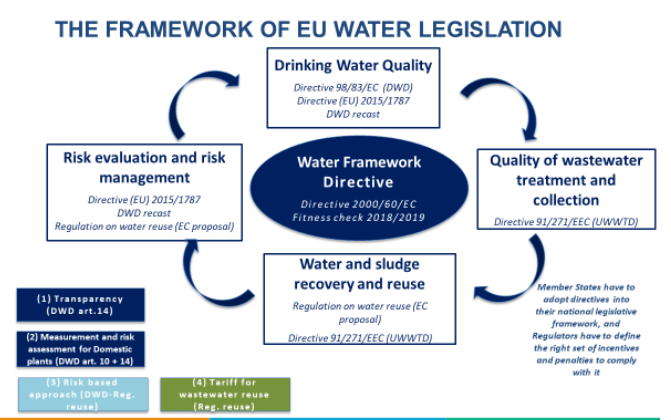 THE FRAMEWORK OF EU WATER LEGISLATION
Drinking Water Quality
Directive 98/83/EC (DWD)
Directive (EU) 2015/1787
DWD recast
Risk evaluation and risk
management
Directive (EU) 2015/1787
DWD recast
Regulation on water reuse (EC proposal)
Water Framework
Directive
Directive 2000/60/EC
Fitness check 2018/2019
Quality of wastewater
treatment and
collection
Directive 91/271/EEC (UWWTD)
Water and sludge
recovery and reuse
Regulation on water reuse (EC
proposal)
Directive 91/271/EEC (UWWTD)
Member States have to
adopt directives into
their national legislative
framework, and
Regulators have to define
the right set of incentives
and penalties to comply
with it
(1) Transparency
(DWD art.14)
(2) Measurement and risk
assessment for Domestic
plants (DWD art. 10 + 14)
(3) Risk based
approach (DWD-Reg.
reuse)
(4) Tariff for
wastewater reuse
(Reg. reuse)